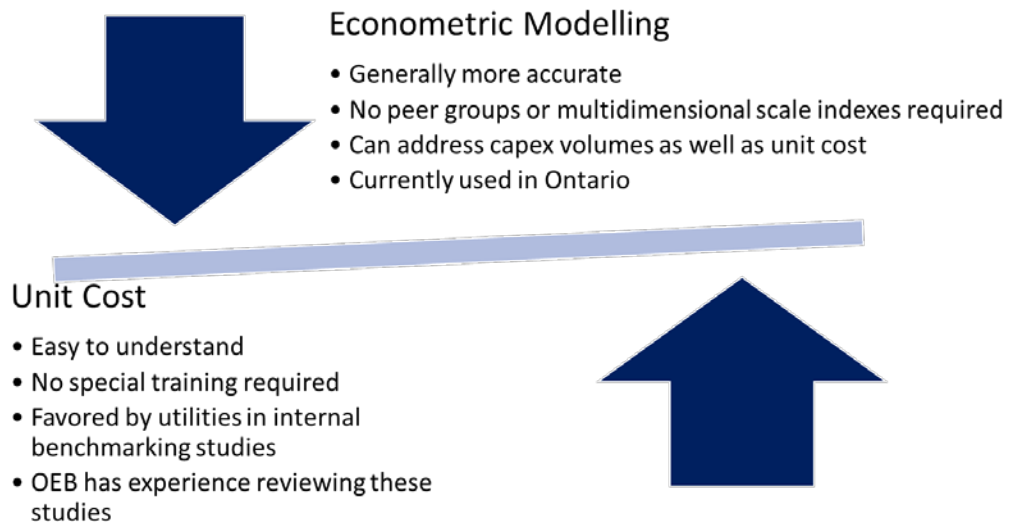 Econometric Modelling
• Generally more accurate
• No peer groups or multidimensional scale indexes required
• Can address capex volumes as well as unit cost
• Currently used in Ontario
Unit Cost
• Easy to understand
• No special training required
• Favored by utilities in internal
benchmarking studies
• OEB has experience reviewing these
studies